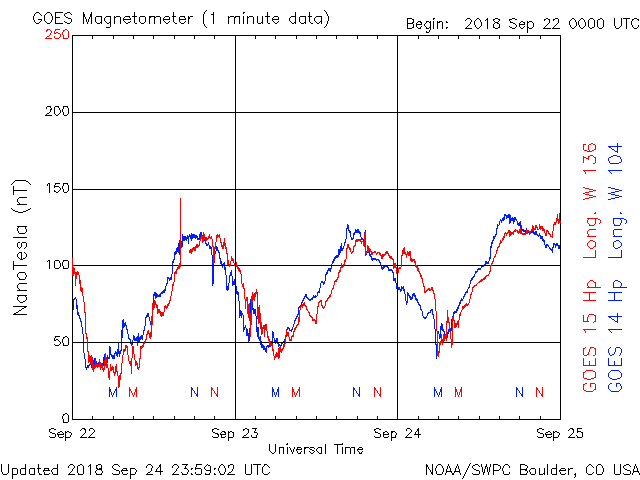 GOES Magnetometer (1 minute data)
Begin: 2018 Sep 22 0000 UTC
250
200
150
100
50
0
NanoTesla (nT)
M M N N M M N N M M N N
Sep 22 Sep 23 Sep 24 Sep 25
Universal Time
GOES 15 Hp Long. W 136
GOES 14 Hp Long. W 104
Updated 2018 Sep 24 23:59:02 UTC
NOAA/SWPC Boulder, CO USA